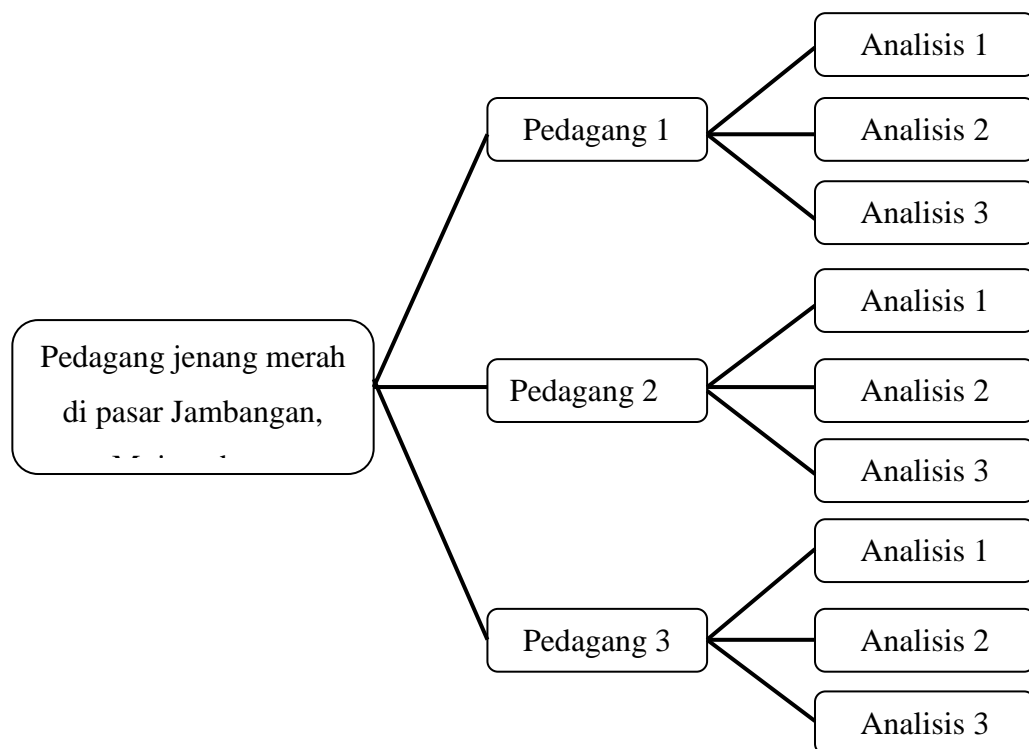 Pedagang jenang merah
di pasar Jambangan,
Pedagang 1
Analisis 1
Analisis 2
Analisis 3
Pedagang 2
Analisis 1
Analisis 2
Analisis 3
Pedagang 3
Analisis 1
Analisis 2
Analisis 3